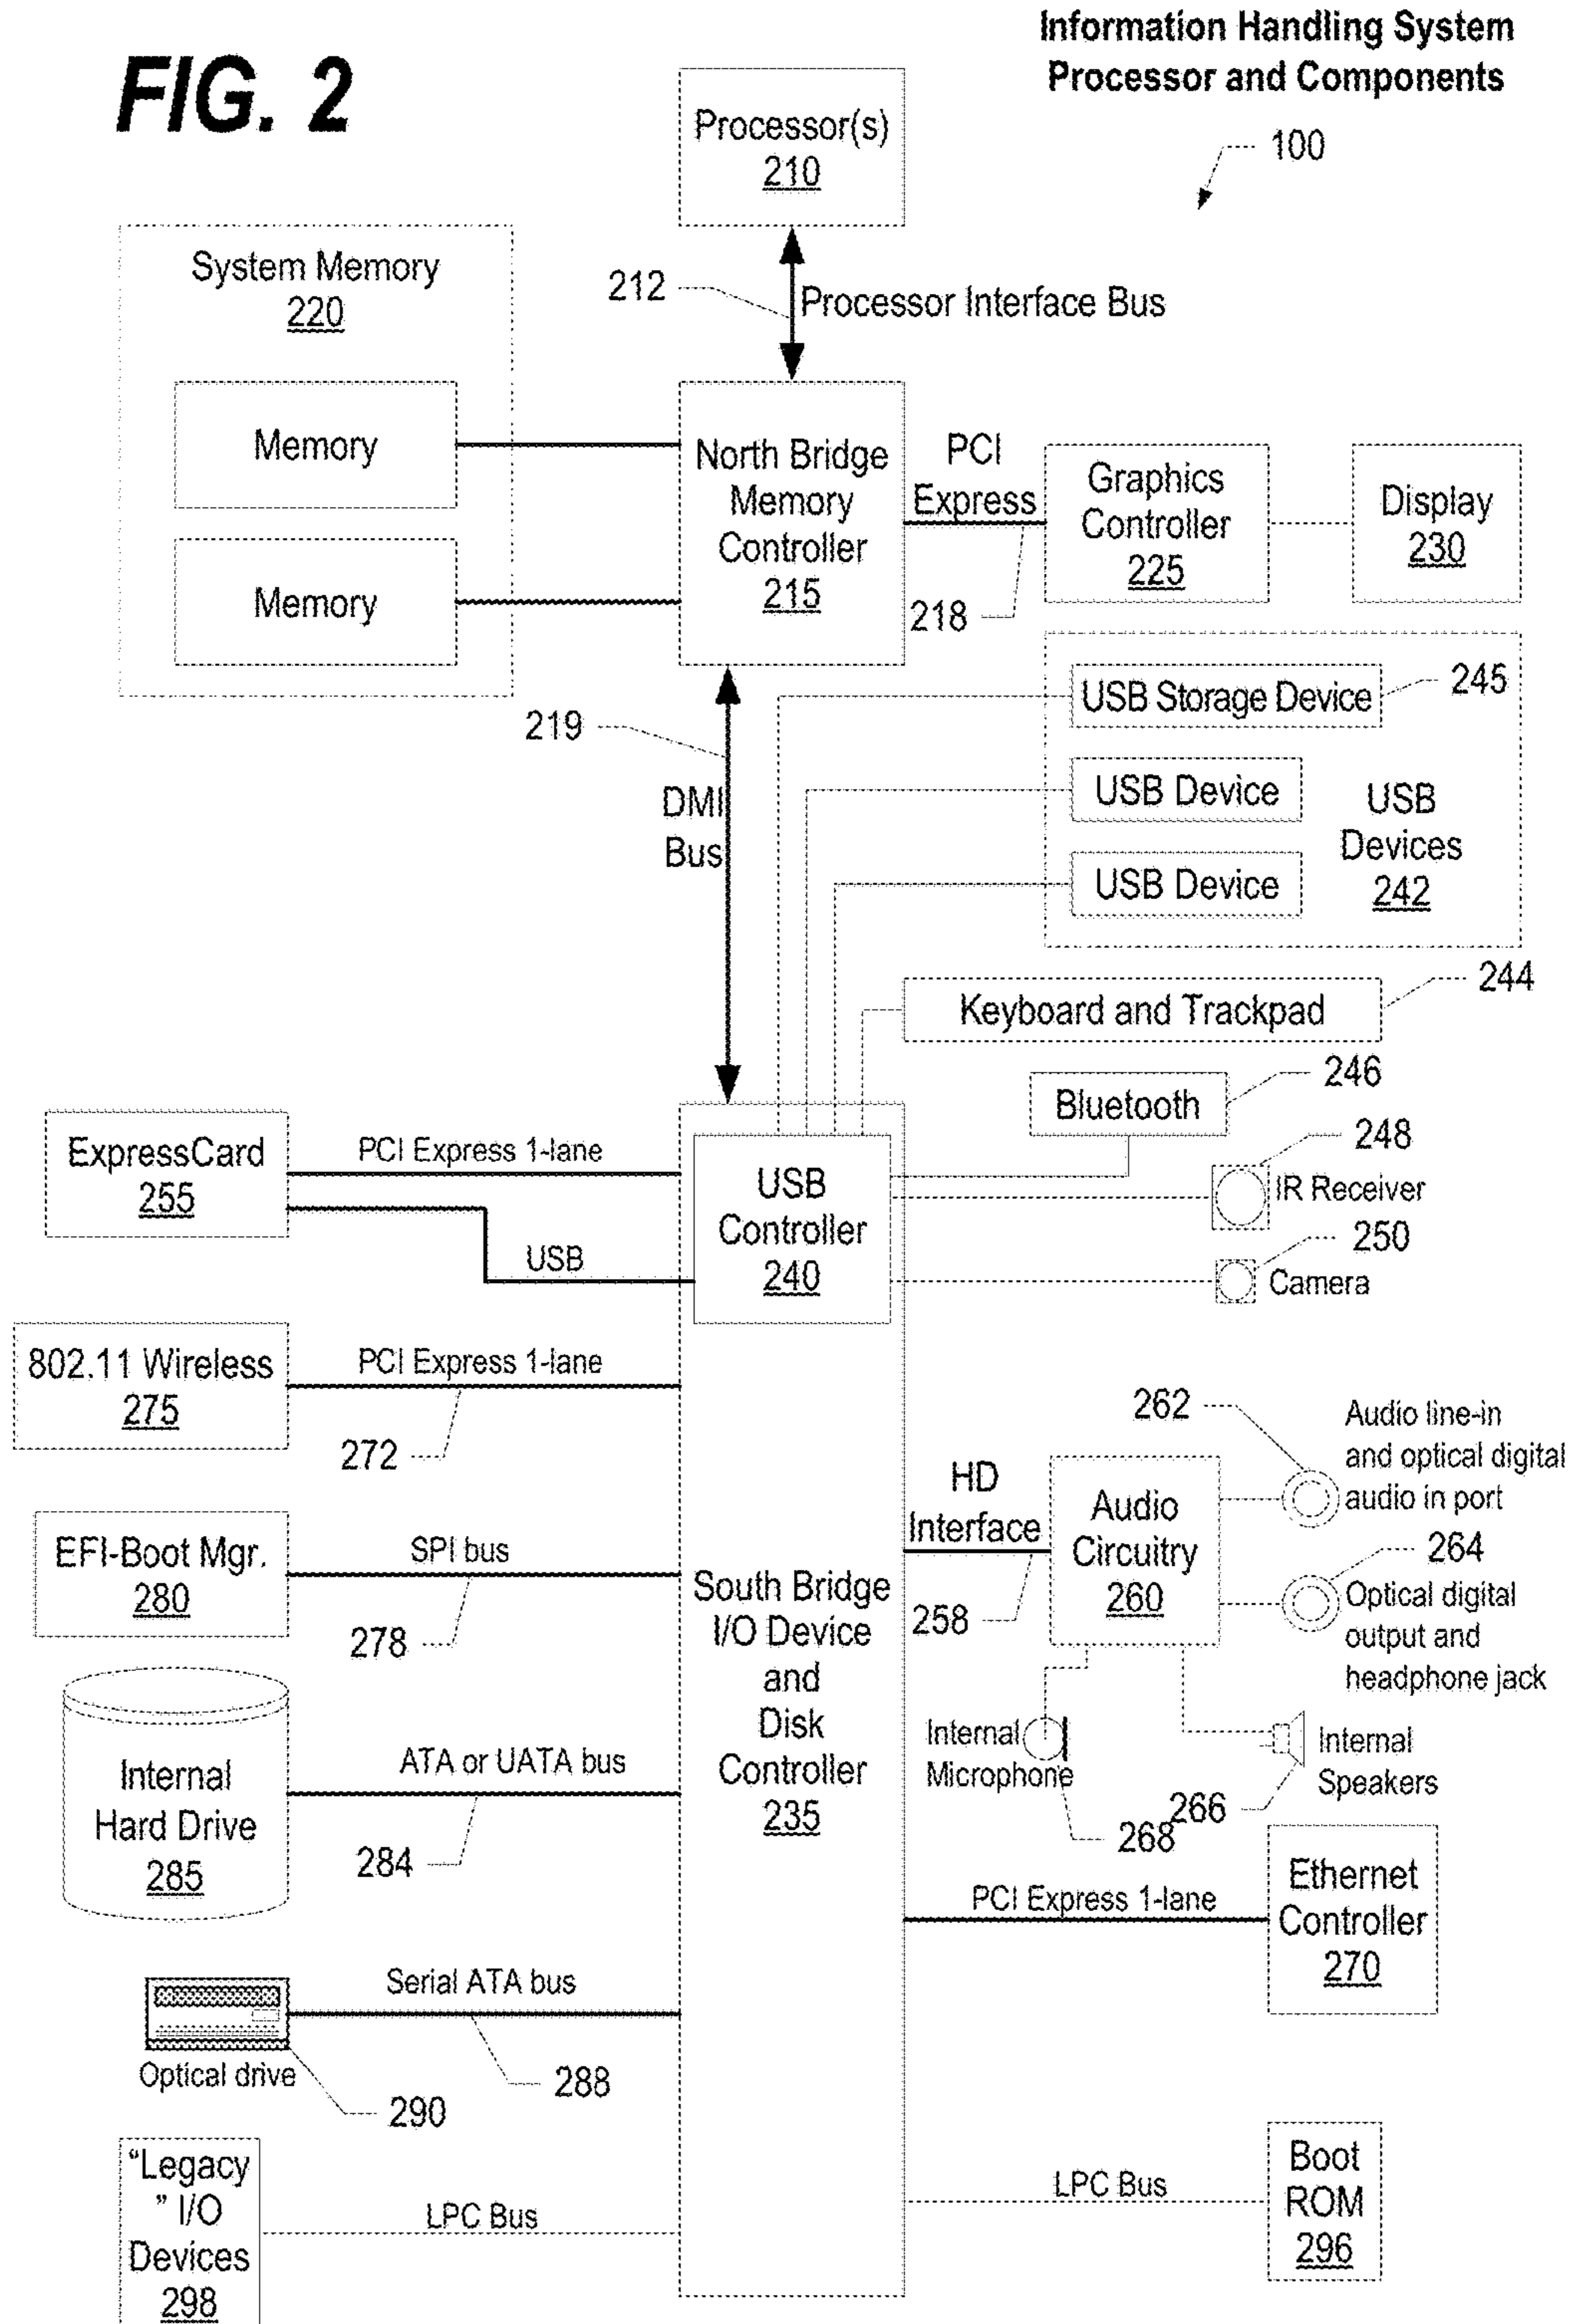 FIG. 2
Information Handling System
Processor and Components
100
Processor(s)
210
212
Processor Interface Bus
System Memory
220
Memory
Memory
North Bridge
Memory
Controller
215
PCI
Express
218
Graphics
Controller
225
Display
230
219
DMI
Bus
USB Storage Device
245
USB Device
USB Device
USB
Devices
242
Keyboard and Trackpad
244
Bluetooth
246
248
IR Receiver
250
Camera
ExpressCard
255
PCI Express 1-lane
USB
USB
Controller
240
802.11 Wireless
275
PCI Express 1-lane
272
EFI-Boot Mgr.
280
SPI bus
278
Internal
Hard Drive
285
ATA or UATA bus
284
South Bridge
I/O Device
and
Disk
Controller
235
HD
Interface
258
Audio
Circuitry
260
262
Audio line-in
and optical digital
audio in port
264
Optical digital
output and
headphone jack
Internal
Microphone
268
266
Internal
Speakers
PCI Express 1-lane
Ethernet
Controller
270
Serial ATA bus
288
Optical drive
290
"Legacy
" I/O
Devices
298
LPC Bus
LPC Bus
Boot
ROM
296